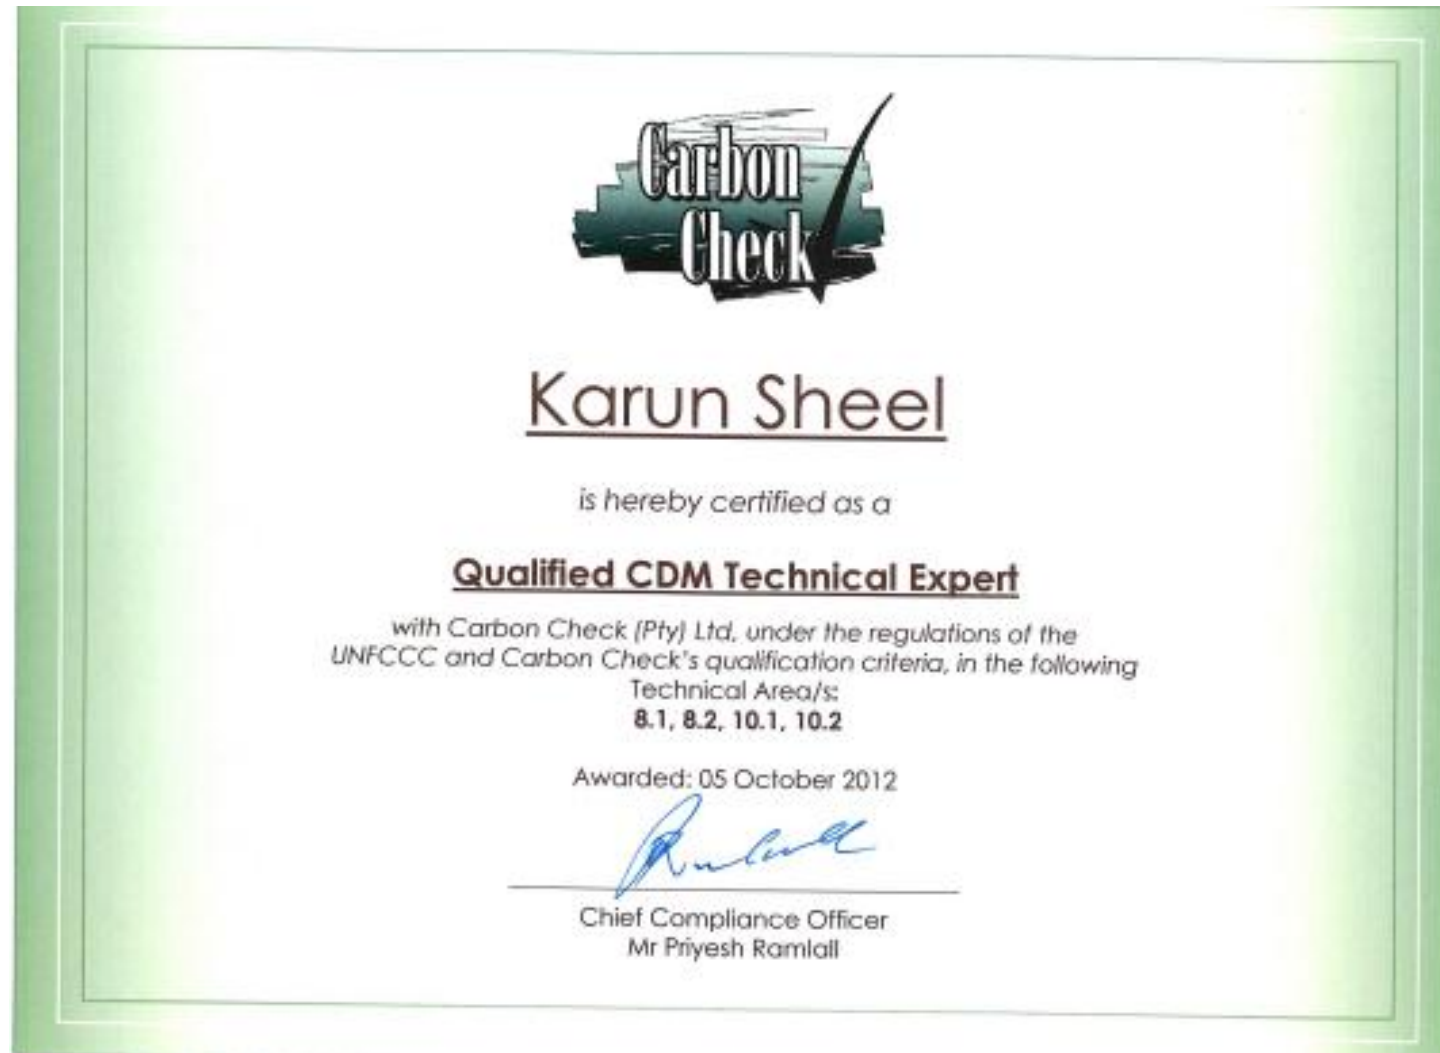 Carbon
Check
Karun Sheel
is hereby certified as a
Qualified CDM Technical Expert
with Carbon Check (Pty) Ltd, under the regulations of the
UNFCCC and Carbon Check's qualification criteria, in the following
Technical Area/s:
8.1, 8.2, 10.1, 10.2
Awarded: 05 October 2012
Chief Compliance Officer
Mr Priyesh Ramlall